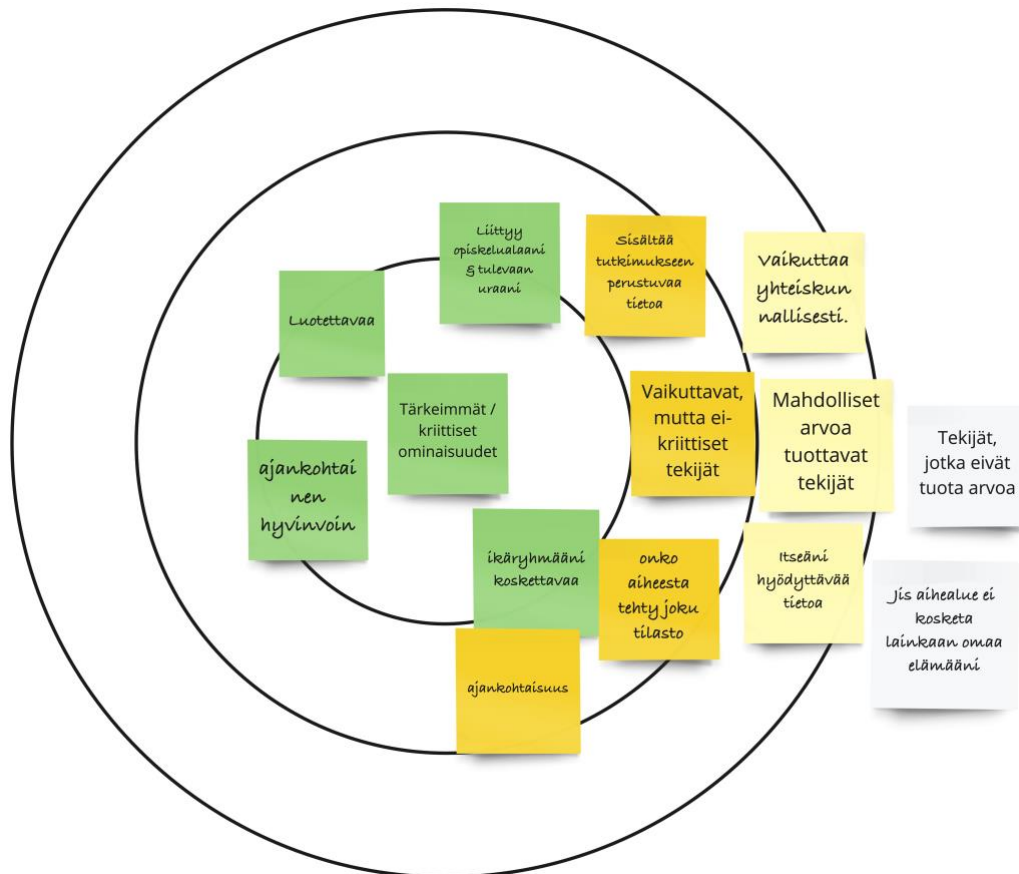 Liittyy
opiskelualaani
& tulevaan
uraani
Sisältää
tutkimukseen
perustuvaa
tietoa
Vaikuttaa
yhteiskun
nallisesti.
Luotettavaa
Tärkeimmät /
kriittiset
ominaisuudet
Vaikuttavat,
mutta ei-
kriittiset
tekijät
Mahdolliset
arvoa
tuottavat
tekijät
Tekijät,
jotka eivät
tuota arvoa
ajankohtai
nen
hyvinvoin
ikäryhmääni
koskettavaa
onko
aiheesta
tehty joku
tilasto
Itseäni
hyödyttävää
tietoa
Jis aihealue ei
kosketa
lainkaan omaa
elämääni
ajankohtaisuus